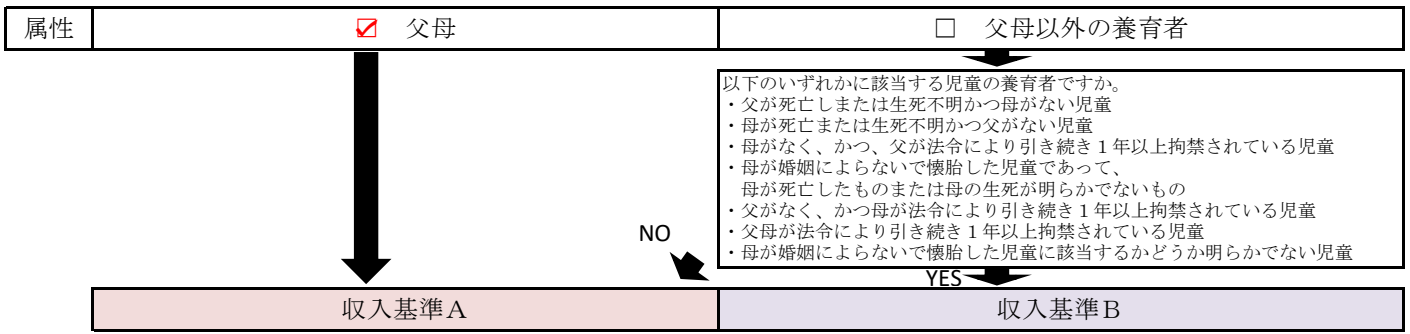 属性
☑ 父母
□ 父母以外の養育者
以下のいずれかに該当する児童の養育者ですか。
・父が死亡しまたは生死不明かつ母がない児童
・母が死亡または生死不明かつ父がない児童
・母がなく、かつ、父が法令により引き続き１年以上拘禁されている児童
・母が婚姻によらないで懐胎した児童であって、
母が死亡したものまたは母の生死が明らかでないもの
・父がなく、かつ母が法令により引き続き１年以上拘禁されている児童
・父母が法令により引き続き１年以上拘禁されている児童
・母が婚姻によらないで懐胎した児童に該当するかどうか明らかでない児童
NO
YES
収入基準Ａ
収入基準Ｂ